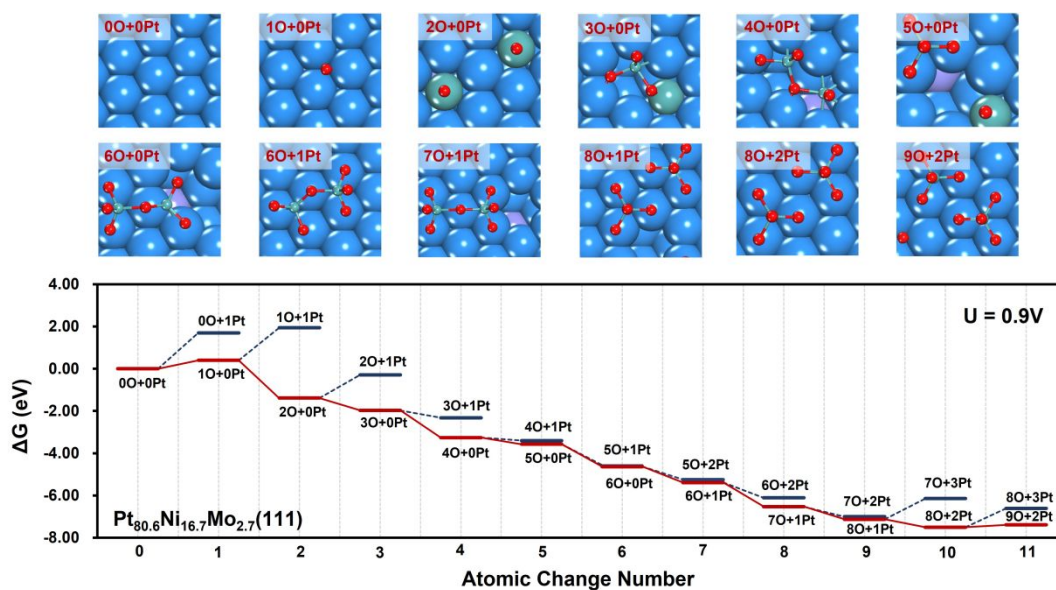 0O+0Pt
1O+0Pt
2O+0Pt
3O+0Pt
4O+0Pt
5O+0Pt
6O+0Pt
6O+1Pt
7O+1Pt
8O+1Pt
8O+2Pt
9O+2Pt
4.00
2.00
0.00
-2.00
-4.00
-6.00
-8.00
ΔG (eV)
U = 0.9V
0O+0Pt
0O+1Pt
1O+0Pt
1O+1Pt
2O+0Pt
2O+1Pt
3O+0Pt
3O+1Pt
4O+0Pt
4O+1Pt
5O+0Pt
5O+1Pt
6O+0Pt
5O+2Pt
6O+1Pt
6O+2Pt
7O+1Pt
7O+2Pt
8O+1Pt
7O+3Pt
8O+2Pt
8O+3Pt
9O+2Pt
Pt80.6Ni16.7Mo2.7(111)
0 1 2 3 4 5 6 7 8 9 10 11
Atomic Change Number